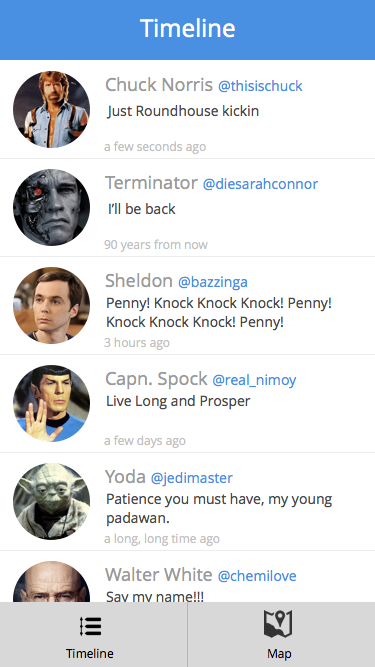 Timeline
Chuck Norris @thisischuck
Just Roundhouse kickin
a few seconds ago
Terminator @diesarahconnor
I'll be back
90 years from now
Sheldon @bazzinga
Penny! Knock Knock Knock! Penny!
Knock Knock Knock! Penny!
3 hours ago
Capn. Spock @real_nimoy
Live Long and Prosper
a few days ago
Yoda @jedimaster
Patience you must have, my young
padawan.
a long, long time ago
Walter White @chemilove
Say my name!!!
Timeline
Map